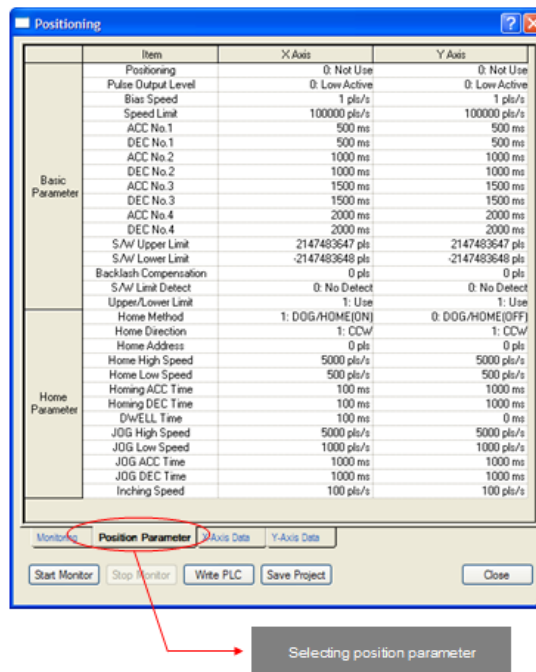 Positioning
Item X Axis Y Axis
Basic Parameter
Positioning 0: Not Use 0: Not Use
Pulse Output Level 0: Low Active 0: Low Active
Bias Speed 1 pls/s 1 pls/s
Speed Limit 100000 pls/s 100000 pls/s
ACC No.1 500 ms 500 ms
DEC No.1 500 ms 500 ms
ACC No.2 1000 ms 1000 ms
DEC No.2 1000 ms 1000 ms
ACC No.3 1500 ms 1500 ms
DEC No.3 1500 ms 1500 ms
ACC No.4 2000 ms 2000 ms
DEC No.4 2000 ms 2000 ms
S/W Upper Limit 2147483647 pls 2147483647 pls
S/W Lower Limit -2147483648 pls -2147483648 pls
Backlash Compensation 0 pls 0 pls
S/W Limit Detect 0: No Detect 0: No Detect
Upper/Lower Limit 1: Use 1: Use
Home Parameter
Home Method 1: DOG/HOME(ON) 0: DOG/HOME(OFF)
Home Direction 1: CCW 1: CCW
Home Address 0 pls 0 pls
Home High Speed 5000 pls/s 5000 pls/s
Home Low Speed 500 pls/s 500 pls/s
Homing ACC Time 100 ms 1000 ms
Homing DEC Time 100 ms 1000 ms
DWELL Time 100 ms 0 ms
JOG High Speed 5000 pls/s 5000 pls/s
JOG Low Speed 1000 pls/s 1000 pls/s
JOG ACC Time 1000 ms 1000 ms
JOG DEC Time 1000 ms 1000 ms
Inching Speed 100 pls/s 100 pls/s
Monitoring Position Parameter X-Axis Data Y-Axis Data
Start Monitor Stop Monitor Write PLC Save Project Close
Selecting position parameter